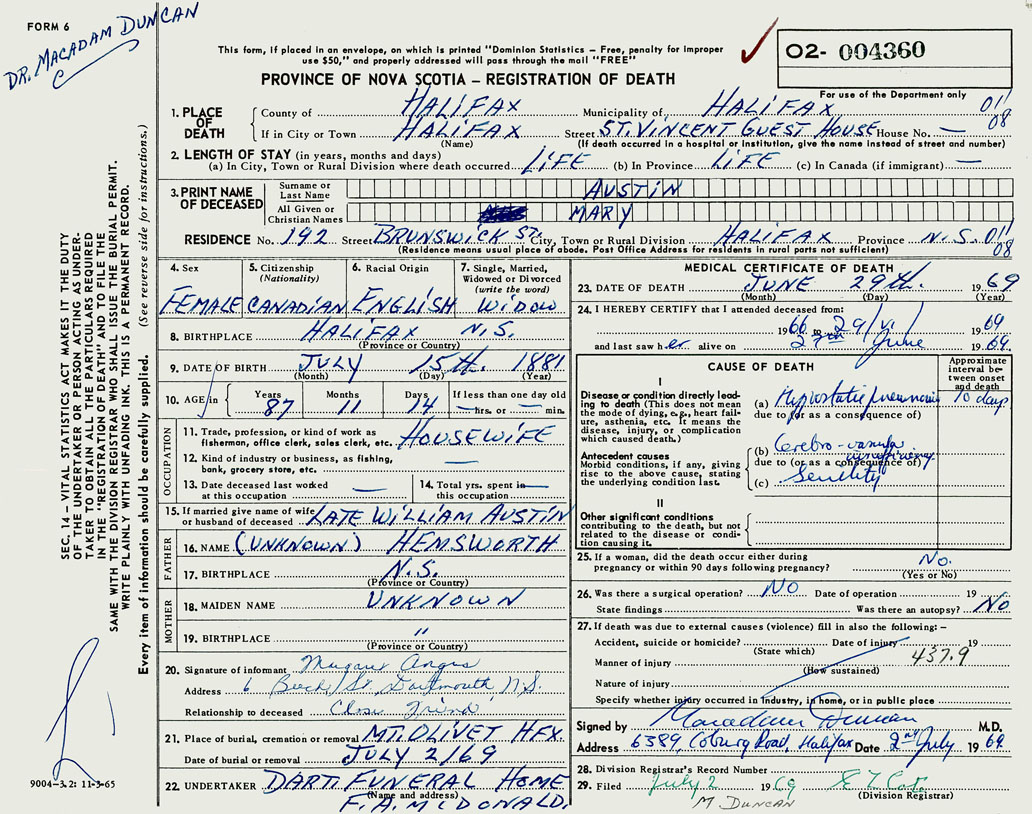 FORM 6
DR. MACADAM DUNCAN
This form, if placed in an envelope, on which is printed "Dominion Statistics – Free, penalty for improper
use $50," and properly addressed will pass through the mail "FREE"
PROVINCE OF NOVA SCOTIA – REGISTRATION OF DEATH
02- 004360
For use of the Department only
1. PLACE OF DEATH County of HALIFAX Municipality of HALIFAX 011
If in City or Town HALIFAX Street ST. VINCENT GUEST HOUSE House No. — 08
(Name) (If death occurred in a hospital or Institution, give the name instead of street and number)
2. LENGTH OF STAY (in years, months and days)
(a) In City, Town or Rural Division where death occurred LIFE (b) In Province LIFE (c) In Canada (if immigrant) —
3. PRINT NAME OF DECEASED Surname or Last Name AUSTIN
All Given or Christian Names MARY
RESIDENCE No. 192 Street BRUNSWICK ST. City, Town or Rural Division HALIFAX Province N.S. 011
(Residence means usual place of abode. Post Office Address for residents in rural parts not sufficient) 08
4. Sex FEMALE
5. Citizenship (Nationality) CANADIAN
6. Racial Origin ENGLISH
7. Single, Married, Widowed or Divorced (write the word) WIDOW
8. BIRTHPLACE HALIFAX N.S.
(Province or Country)
9. DATE OF BIRTH JULY 15th. 1881
(Month) (Day) (Year)
10. AGE in Years 87 Months 11 Days 14 If less than one day old hrs. or min.
OCCUPATION
11. Trade, profession, or kind of work as fisherman, office clerk, sales clerk, etc. HOUSEWIFE
12. Kind of industry or business, as fishing, bank, grocery store, etc. —
13. Date deceased last worked at this occupation —
14. Total yrs. spent in this occupation —
15. If married give name of wife or husband of deceased LATE WILLIAM AUSTIN
FATHER
16. NAME (UNKNOWN) HEMSWORTH
17. BIRTHPLACE N.S.
(Province or Country)
MOTHER
18. MAIDEN NAME UNKNOWN
19. BIRTHPLACE "
(Province or Country)
20. Signature of informant Margaret Angus
Address 6 Beech St. Dartmouth N.S.
Relationship to deceased Close Friend
21. Place of burial, cremation or removal MT. OLIVET HFX.
Date of burial or removal JULY 2/69
22. UNDERTAKER DART. FUNERAL HOME
(Name and address) F.A. McDONALD.
MEDICAL CERTIFICATE OF DEATH
23. DATE OF DEATH JUNE 29th. 1969
(Month) (Day) (Year)
24. I HEREBY CERTIFY that I attended deceased from:
1966 to 29/vi/ 1969
and last saw her alive on 27th June 1969.
CAUSE OF DEATH
Approximate interval between onset and death
I
Disease or condition directly leading to death (This does not mean the mode of dying, e.g., heart failure, asthenia, etc. It means the disease, injury, or complication which caused death.)
(a) Hypostatic pneumonia 10 days
due to (or as a consequence of)
Antecedent causes
Morbid conditions, if any, giving rise to the above cause, stating the underlying condition last.
(b) Cerebro-vascular insufficiency
due to (or as a consequence of)
(c) Senility
II
Other significant conditions
contributing to the death, but not related to the disease or condition causing it.
25. If a woman, did the death occur either during pregnancy or within 90 days following pregnancy? No.
(Yes or No)
26. Was there a surgical operation? NO Date of operation 19
State findings Was there an autopsy? No
27. If death was due to external causes (violence) fill in also the following: –
Accident, suicide or homicide? Date of injury 19
(State which) 437.9
Manner of injury
(How sustained)
Nature of injury
Specify whether injury occurred in Industry, in home, or in public place
Signed by Macadam Duncan M.D.
Address 6389, Coburg Road, Halifax Date 2nd July 1969
28. Division Registrar's Record Number
29. Filed July 2 1969
(Division Registrar)
M. DUNCAN
SEC. 14 – VITAL STATISTICS ACT MAKES IT THE DUTY
OF THE UNDERTAKER OR PERSON ACTING AS UNDER-
TAKER TO OBTAIN ALL THE PARTICULARS REQUIRED
IN THE "REGISTRATION OF DEATH" AND TO FILE THE
SAME WITH THE DIVISION REGISTRAR WHO SHALL ISSUE THE BURIAL PERMIT.
WRITE PLAINLY WITH UNFADING INK. THIS IS A PERMANENT RECORD.
Every item of information should be carefully supplied. (See reverse side for instructions.)
9004-3.2: 11-3-65